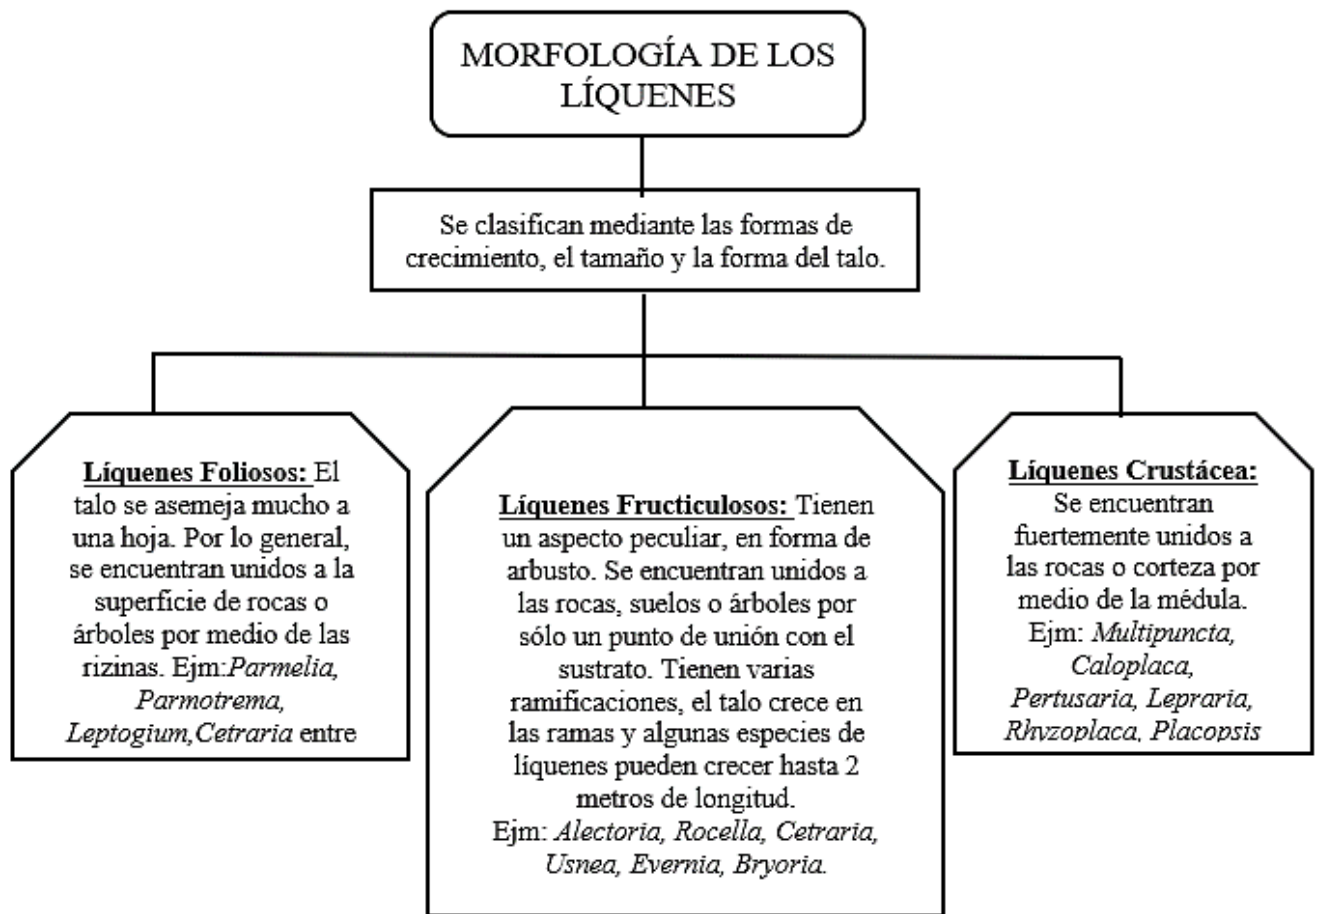 MORFOLOGÍA DE LOS
LÍQUENES
Se clasifican mediante las formas de
crecimiento, el tamaño y la forma del talo.
Líquenes Foliosos: El
talo se asemeja mucho a
una hoja. Por lo general,
se encuentran unidos a la
superficie de rocas o
árboles por medio de las
rizinas. Ejm:Parmelia,
Parmotrema,
Leptogium,Cetraria entre
Líquenes Fructiculosos: Tienen
un aspecto peculiar, en forma de
arbusto. Se encuentran unidos a
las rocas, suelos o árboles por
sólo un punto de unión con el
sustrato. Tienen varias
ramificaciones, el talo crece en
las ramas y algunas especies de
líquenes pueden crecer hasta 2
metros de longitud.
Ejm: Alectoria, Rocella, Cetraria,
Usnea, Evernia, Bryoria.
Líquenes Crustácea:
Se encuentran
fuertemente unidos a
las rocas o corteza por
medio de la médula.
Ejm: Multipuncta,
Caloplaca,
Pertusaria, Lepraria,
Rhyzoplaca, Placopsis